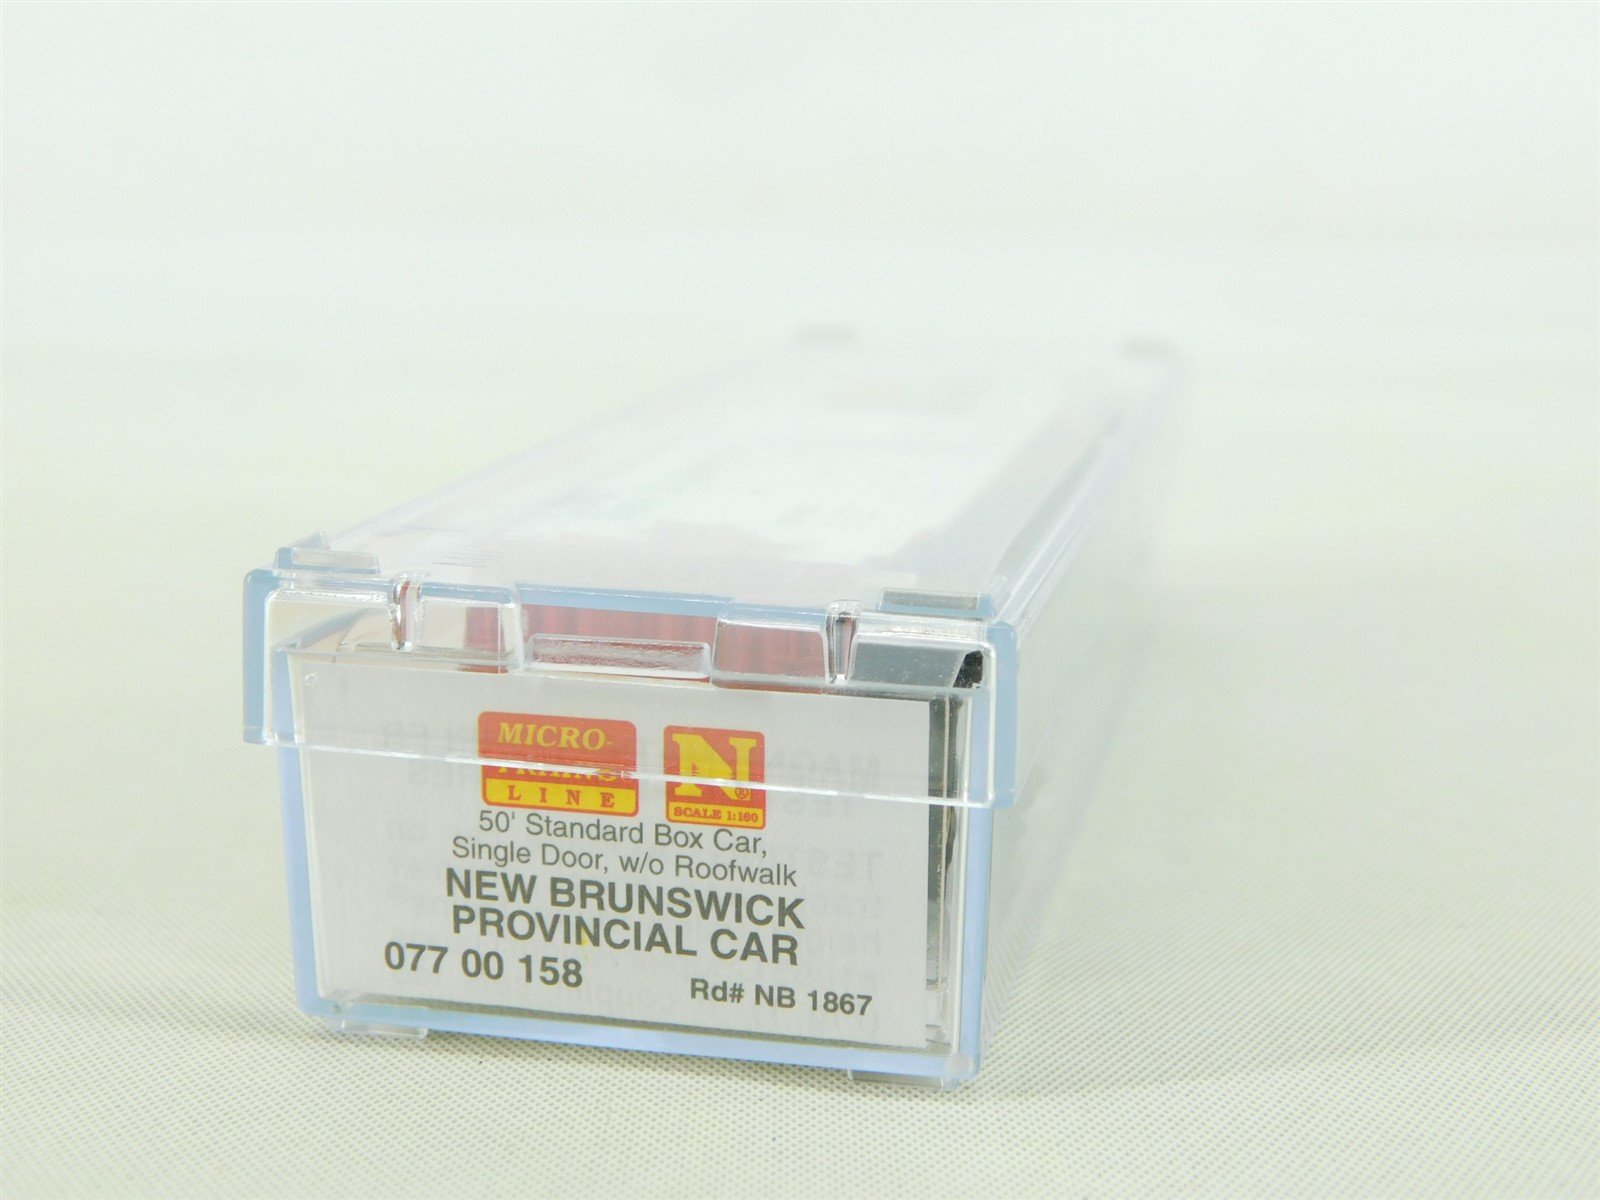 MICRO-
TRAINS
LINE
N®
SCALE 1:160
50' Standard Box Car,
Single Door, w/o Roofwalk
NEW BRUNSWICK
PROVINCIAL CAR
077 00 158
Rd# NB 1867